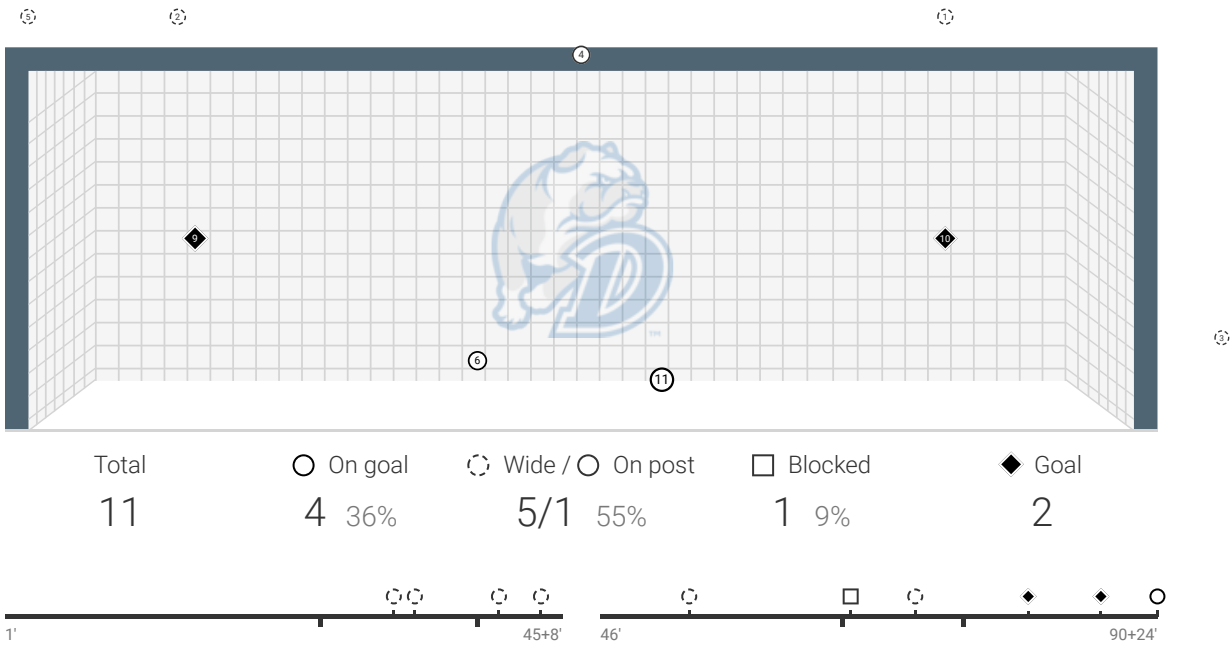 5 2 1
4
9 10
3
6
11
D
™
Total On goal Wide / On post Blocked Goal
11 4 36% 5/1 55% 1 9% 2
1' 45+8' 46' 90+24'